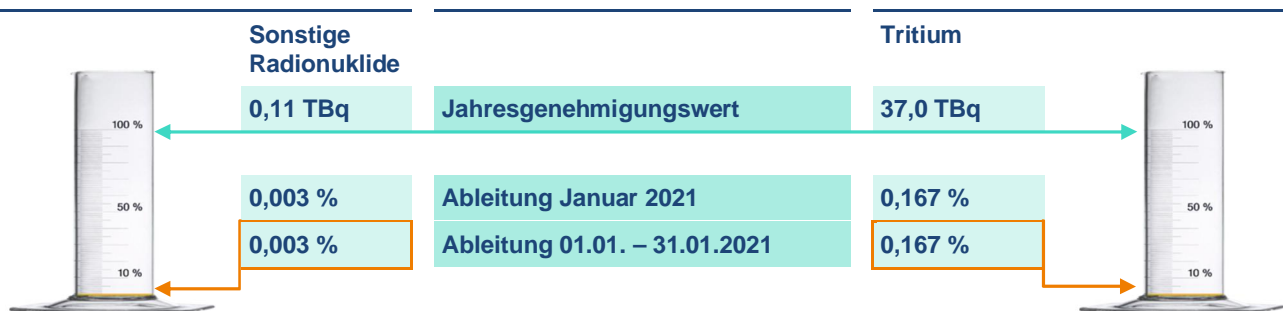 Sonstige
Radionuklide
Tritium
0,11 TBq
Jahresgenehmigungswert
37,0 TBq
100 %
100 %
0,003 %
Ableitung Januar 2021
0,167 %
50 %
50 %
0,003 %
Ableitung 01.01. – 31.01.2021
0,167 %
10 %
10 %